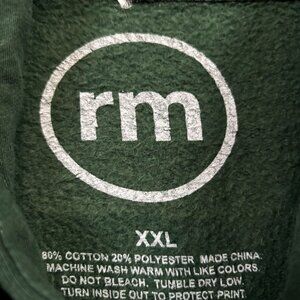 rm
XXL
80% COTTON 20% POLYESTER MADE CHINA
MACHINE WASH WARM WITH LIKE COLORS
DO NOT BLEACH. TUMBLE DRY LOW.
TURN INSIDE OUT TO PROTECT PRINT